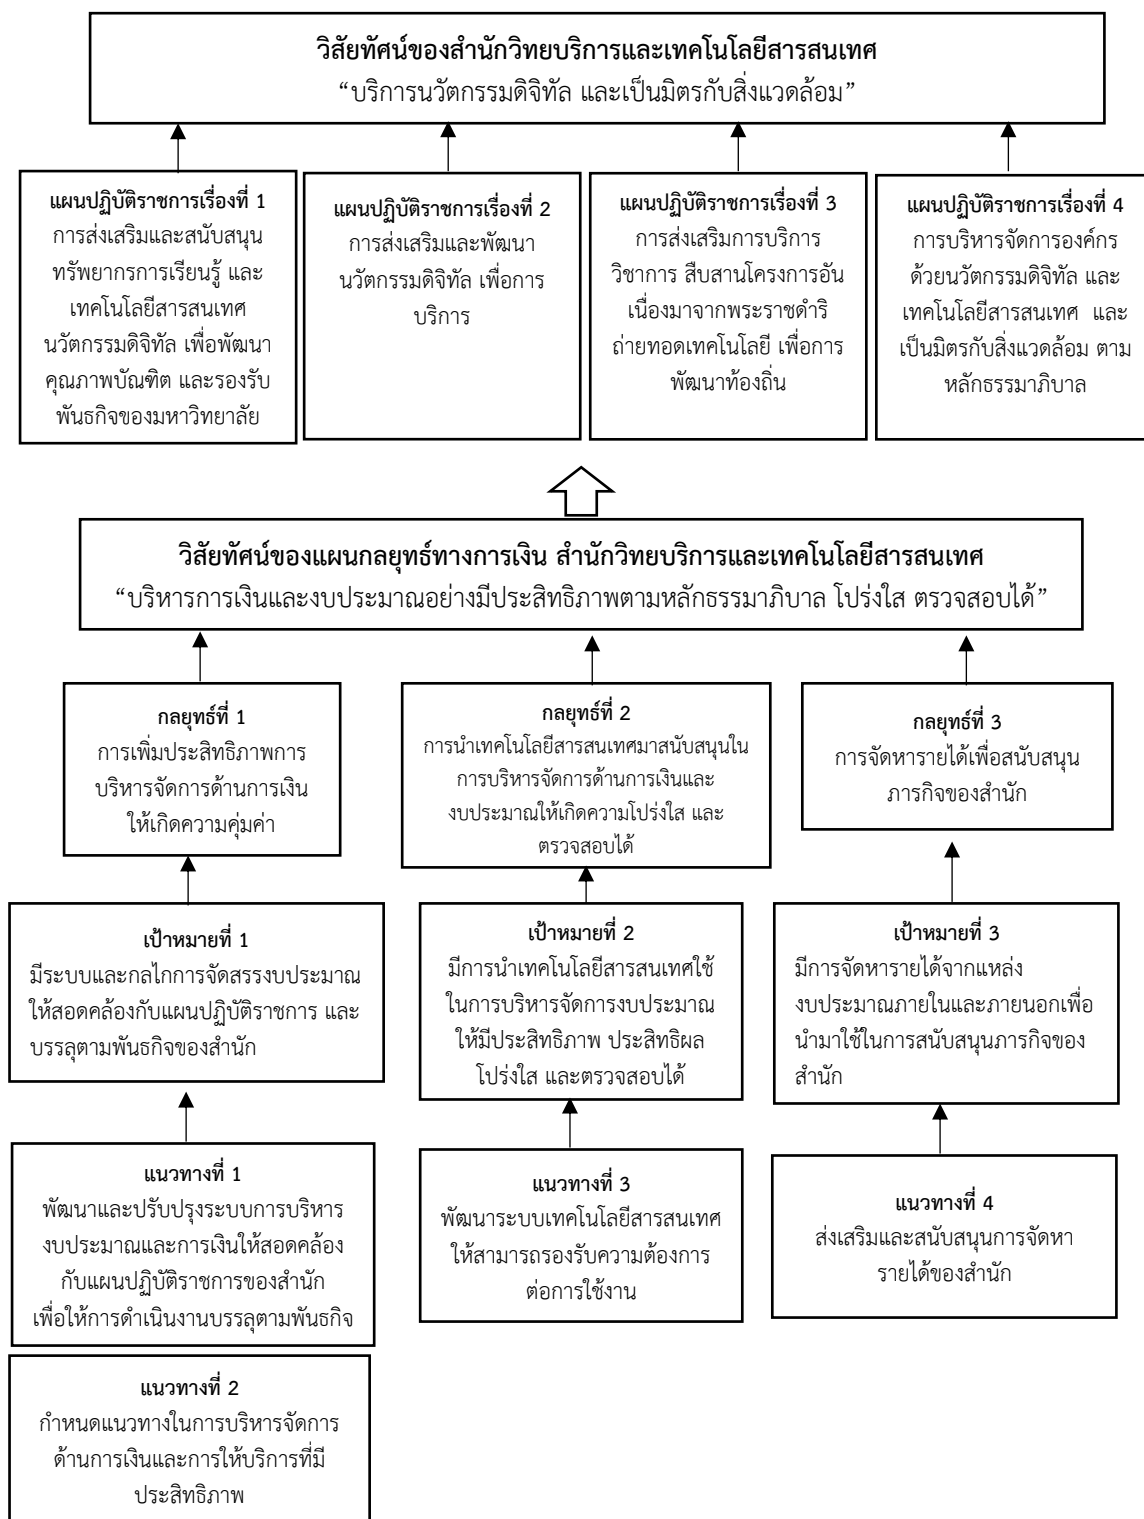 วิสัยทัศน์ของสำนักวิทยบริการและเทคโนโลยีสารสนเทศ
“บริการนวัตกรรมดิจิทัล และเป็นมิตรกับสิ่งแวดล้อม”
แผนปฏิบัติราชการเรื่องที่ 1
การส่งเสริมและสนับสนุน
ทรัพยากรการเรียนรู้ และ
เทคโนโลยีสารสนเทศ
นวัตกรรมดิจิทัล เพื่อพัฒนา
คุณภาพบัณฑิต และรองรับ
พันธกิจของมหาวิทยาลัย
แผนปฏิบัติราชการเรื่องที่ 2
การส่งเสริมและพัฒนา
นวัตกรรมดิจิทัล เพื่อการ
บริการ
แผนปฏิบัติราชการเรื่องที่ 3
การส่งเสริมการบริการ
วิชาการ สืบสานโครงการอัน
เนื่องมาจากพระราชดำริ
ถ่ายทอดเทคโนโลยี เพื่อการ
พัฒนาท้องถิ่น
แผนปฏิบัติราชการเรื่องที่ 4
การบริหารจัดการองค์กร
ด้วยนวัตกรรมดิจิทัล และ
เทคโนโลยีสารสนเทศ และ
เป็นมิตรกับสิ่งแวดล้อม ตาม
หลักธรรมาภิบาล
วิสัยทัศน์ของแผนกลยุทธ์ทางการเงิน สำนักวิทยบริการและเทคโนโลยีสารสนเทศ
“บริหารการเงินและงบประมาณอย่างมีประสิทธิภาพตามหลักธรรมาภิบาล โปร่งใส ตรวจสอบได้”
กลยุทธ์ที่ 1
การเพิ่มประสิทธิภาพการ
บริหารจัดการด้านการเงิน
ให้เกิดความคุ่มค่า
กลยุทธ์ที่ 2
การนำเทคโนโลยีสารสนเทศมาสนับสนุนใน
การบริหารจัดการด้านการเงินและ
งบประมาณให้เกิดความโปร่งใส และ
ตรวจสอบได้
กลยุทธ์ที่ 3
การจัดหารายได้เพื่อสนับสนุน
ภารกิจของสำนัก
เป้าหมายที่ 1
มีระบบและกลไกการจัดสรรงบประมาณ
ให้สอดคล้องกับแผนปฏิบัติราชการ และ
บรรลุตามพันธกิจของสำนัก
เป้าหมายที่ 2
มีการนำเทคโนโลยีสารสนเทศใช้
ในการบริหารจัดการงบประมาณ
ให้มีประสิทธิภาพ ประสิทธิผล
โปร่งใส และตรวจสอบได้
เป้าหมายที่ 3
มีการจัดหารายได้จากแหล่ง
งบประมาณภายในและภายนอกเพื่อ
นำมาใช้ในการสนับสนุนภารกิจของ
สำนัก
แนวทางที่ 1
พัฒนาและปรับปรุงระบบการบริหาร
งบประมาณและการเงินให้สอดคล้อง
กับแผนปฏิบัติราชการของสำนัก
เพื่อให้การดำเนินงานบรรลุตามพันธกิจ
แนวทางที่ 3
พัฒนาระบบเทคโนโลยีสารสนเทศ
ให้สามารถรองรับความต้องการ
ต่อการใช้งาน
แนวทางที่ 4
ส่งเสริมและสนับสนุนการจัดหา
รายได้ของสำนัก
แนวทางที่ 2
กำหนดแนวทางในการบริหารจัดการ
ด้านการเงินและการให้บริการที่มี
ประสิทธิภาพ